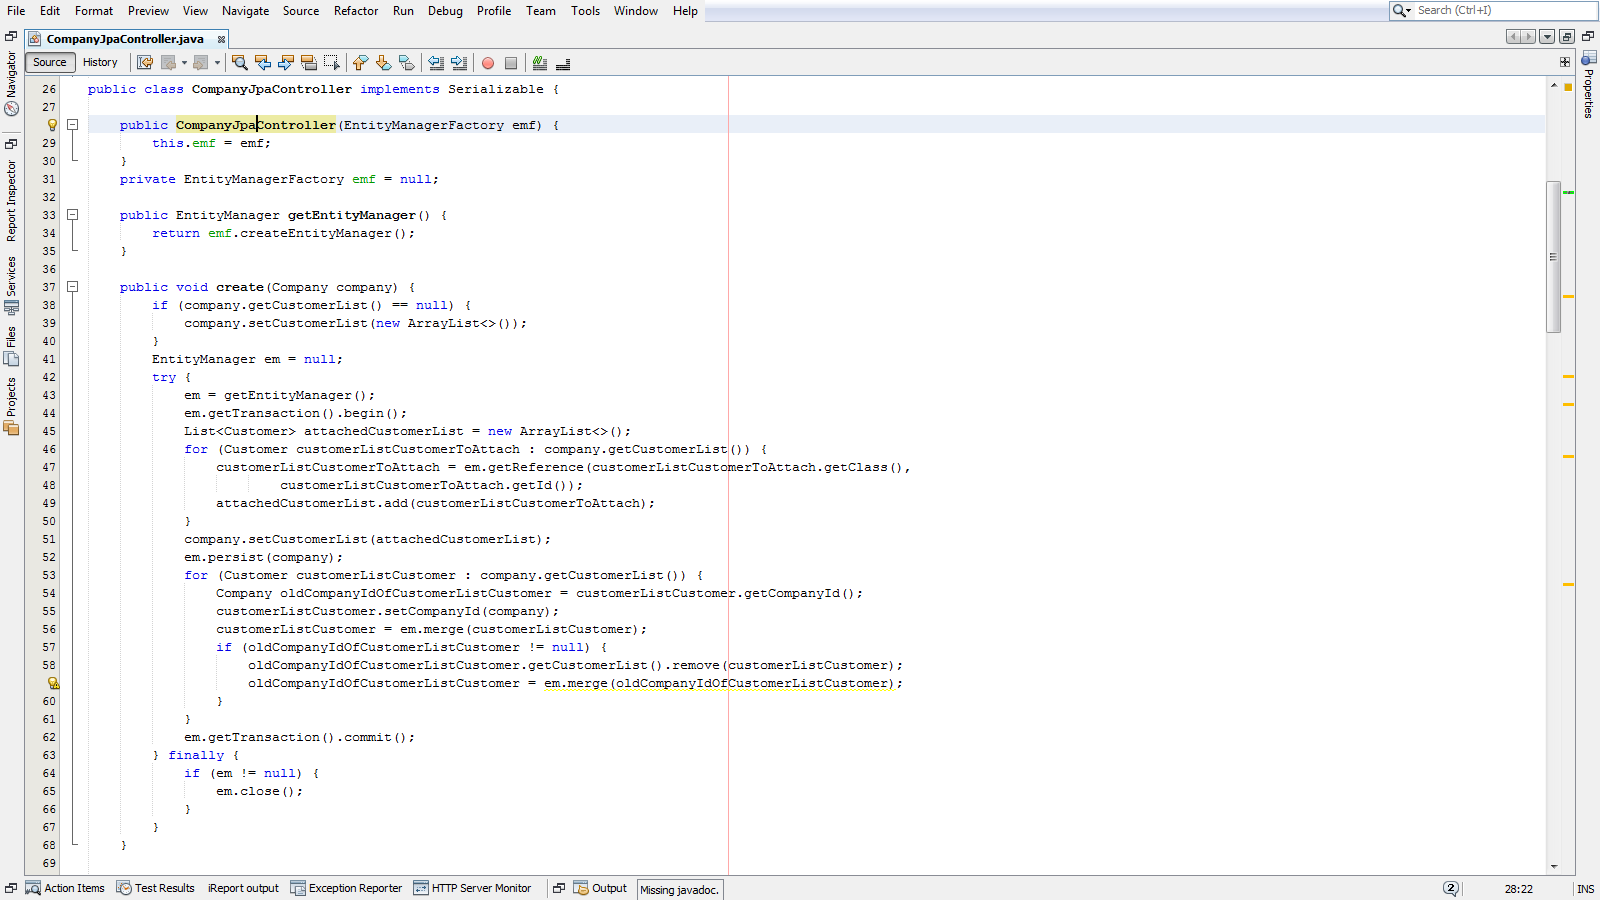 File Edit Format Preview View Navigate Source Refactor Run Debug Profile Team Tools Window Help
Search (Ctrl+I)
CompanyJpaController.java
Source History
Navigator
Report Inspector
Services
Files
Projects
Properties
26 public class CompanyJpaController implements Serializable {
27
public CompanyJpaController(EntityManagerFactory emf) {
29 this.emf = emf;
30 }
31 private EntityManagerFactory emf = null;
32
33 public EntityManager getEntityManager() {
34 return emf.createEntityManager();
35 }
36
37 public void create(Company company) {
38 if (company.getCustomerList() == null) {
39 company.setCustomerList(new ArrayList<>());
40 }
41 EntityManager em = null;
42 try {
43 em = getEntityManager();
44 em.getTransaction().begin();
45 List<Customer> attachedCustomerList = new ArrayList<>();
46 for (Customer customerListCustomerToAttach : company.getCustomerList()) {
47 customerListCustomerToAttach = em.getReference(customerListCustomerToAttach.getClass(),
48 customerListCustomerToAttach.getId());
49 attachedCustomerList.add(customerListCustomerToAttach);
50 }
51 company.setCustomerList(attachedCustomerList);
52 em.persist(company);
53 for (Customer customerListCustomer : company.getCustomerList()) {
54 Company oldCompanyIdOfCustomerListCustomer = customerListCustomer.getCompanyId();
55 customerListCustomer.setCompanyId(company);
56 customerListCustomer = em.merge(customerListCustomer);
57 if (oldCompanyIdOfCustomerListCustomer != null) {
58 oldCompanyIdOfCustomerListCustomer.getCustomerList().remove(customerListCustomer);
oldCompanyIdOfCustomerListCustomer = em.merge(oldCompanyIdOfCustomerListCustomer);
60 }
61 }
62 em.getTransaction().commit();
63 } finally {
64 if (em != null) {
65 em.close();
66 }
67 }
68 }
69
Action Items Test Results iReport output Exception Reporter HTTP Server Monitor Output Missing javadoc. 2 28:22 INS